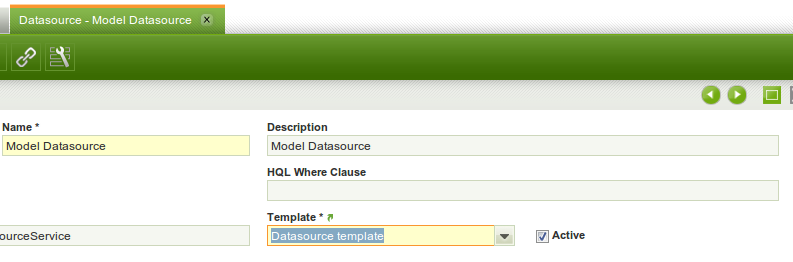 Datasource - Model Datasource
Name *
Description
Model Datasource
Model Datasource
HQL Where Clause
Template *
ourceService
Datasource template
Active